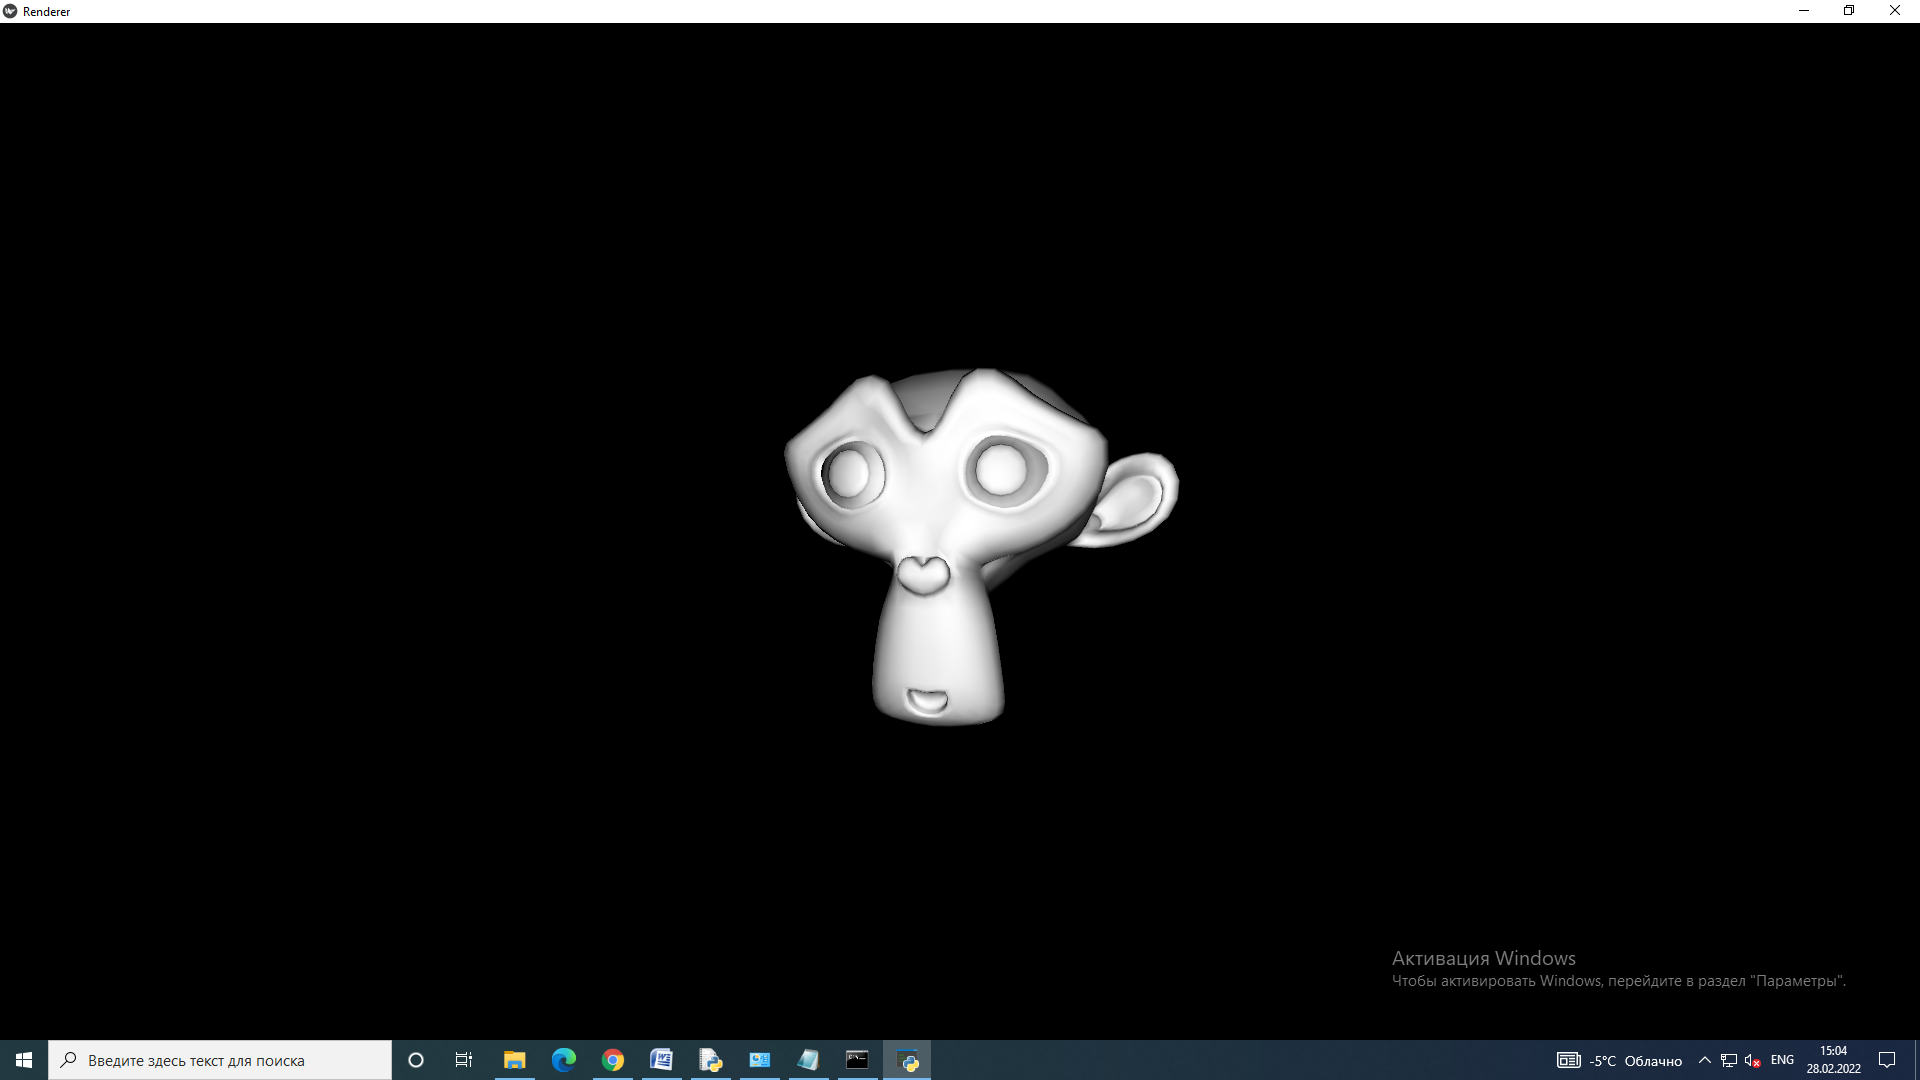 Renderer
Активация Windows
Чтобы активировать Windows, перейдите в раздел "Параметры".
Введите здесь текст для поиска
-5°C Облачно
ENG
15:04
28.02.2022